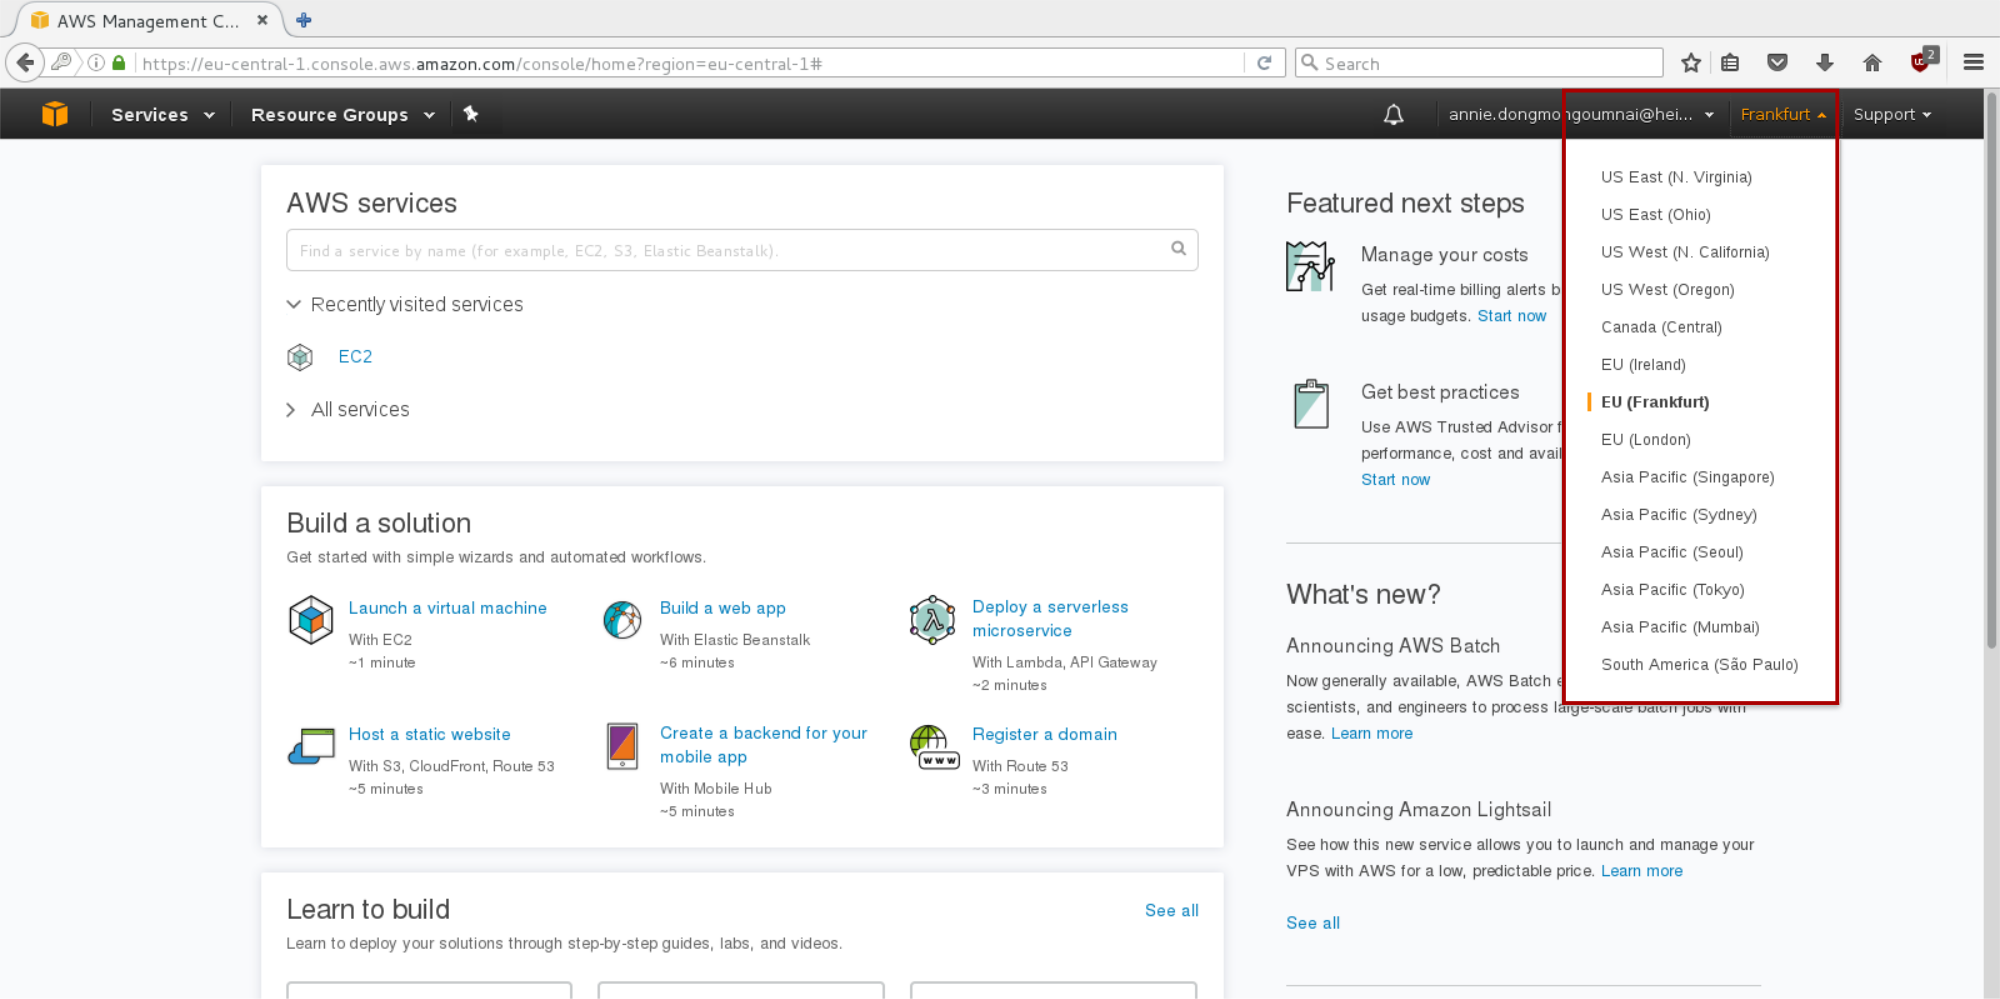 AWS Management C...
https://eu-central-1.console.aws.amazon.com/console/home?region=eu-central-1#
Search
2
Services
Resource Groups
annie.dongmongoumnai@hei...
Frankfurt
Support
AWS services
Find a service by name (for example, EC2, S3, Elastic Beanstalk).
Recently visited services
EC2
All services
Build a solution
Get started with simple wizards and automated workflows.
Launch a virtual machine
With EC2
~1 minute
Build a web app
With Elastic Beanstalk
~6 minutes
Deploy a serverless
microservice
With Lambda, API Gateway
~2 minutes
Host a static website
With S3, CloudFront, Route 53
~5 minutes
Create a backend for your
mobile app
With Mobile Hub
~5 minutes
www
Register a domain
With Route 53
~3 minutes
Learn to build
See all
Learn to deploy your solutions through step-by-step guides, labs, and videos.
Featured next steps
Manage your costs
Get real-time billing alerts b
usage budgets. Start now
Get best practices
Use AWS Trusted Advisor f
performance, cost and avail
Start now
What's new?
Announcing AWS Batch
Now generally available, AWS Batch e
scientists, and engineers to process large-scale batch jobs with
ease. Learn more
Announcing Amazon Lightsail
See how this new service allows you to launch and manage your
VPS with AWS for a low, predictable price. Learn more
See all
US East (N. Virginia)
US East (Ohio)
US West (N. California)
US West (Oregon)
Canada (Central)
EU (Ireland)
EU (Frankfurt)
EU (London)
Asia Pacific (Singapore)
Asia Pacific (Sydney)
Asia Pacific (Seoul)
Asia Pacific (Tokyo)
Asia Pacific (Mumbai)
South America (São Paulo)